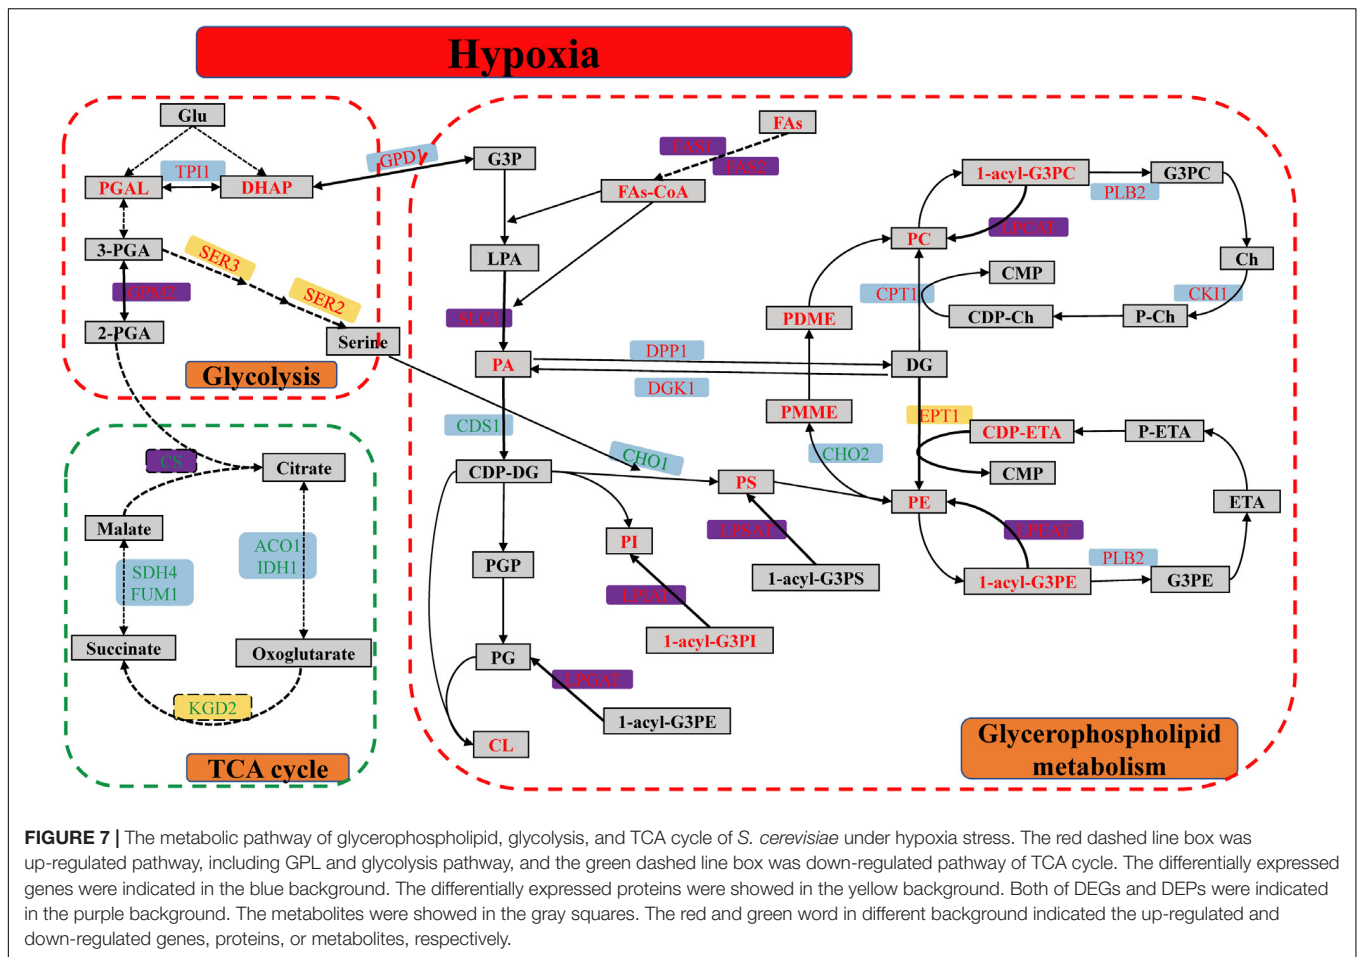 Hypoxia
Glu
TPI1
PGAL
DHAP
GPD1
3-PGA
SER3
GPM2
SER2
2-PGA
Serine
Glycolysis
CS
Citrate
Malate
ACO1
IDH1
SDH4
FUM1
Succinate
Oxoglutarate
KGD2
TCA cycle
G3P
FAs
FAS1
FAS2
FAs-CoA
LPA
SLC1
PA
DPP1
DGK1
CDS1
CHO1
CDP-DG
PS
PI
LPSAT
PGP
1-acyl-G3PS
LPIAT
1-acyl-G3PI
PG
LPGAT
1-acyl-G3PE
CL
1-acyl-G3PC
G3PC
PLB2
LPCAT
PC
Ch
CMP
CPT1
CKI1
PDME
CDP-Ch
P-Ch
DG
PMME
EPT1
CDP-ETA
P-ETA
CHO2
CMP
PE
ETA
LPEAT
PLB2
1-acyl-G3PE
G3PE
Glycerophospholipid
metabolism
FIGURE 7 | The metabolic pathway of glycerophospholipid, glycolysis, and TCA cycle of S. cerevisiae under hypoxia stress. The red dashed line box was
up-regulated pathway, including GPL and glycolysis pathway, and the green dashed line box was down-regulated pathway of TCA cycle. The differentially expressed
genes were indicated in the blue background. The differentially expressed proteins were showed in the yellow background. Both of DEGs and DEPs were indicated
in the purple background. The metabolites were showed in the gray squares. The red and green word in different background indicated the up-regulated and
down-regulated genes, proteins, or metabolites, respectively.